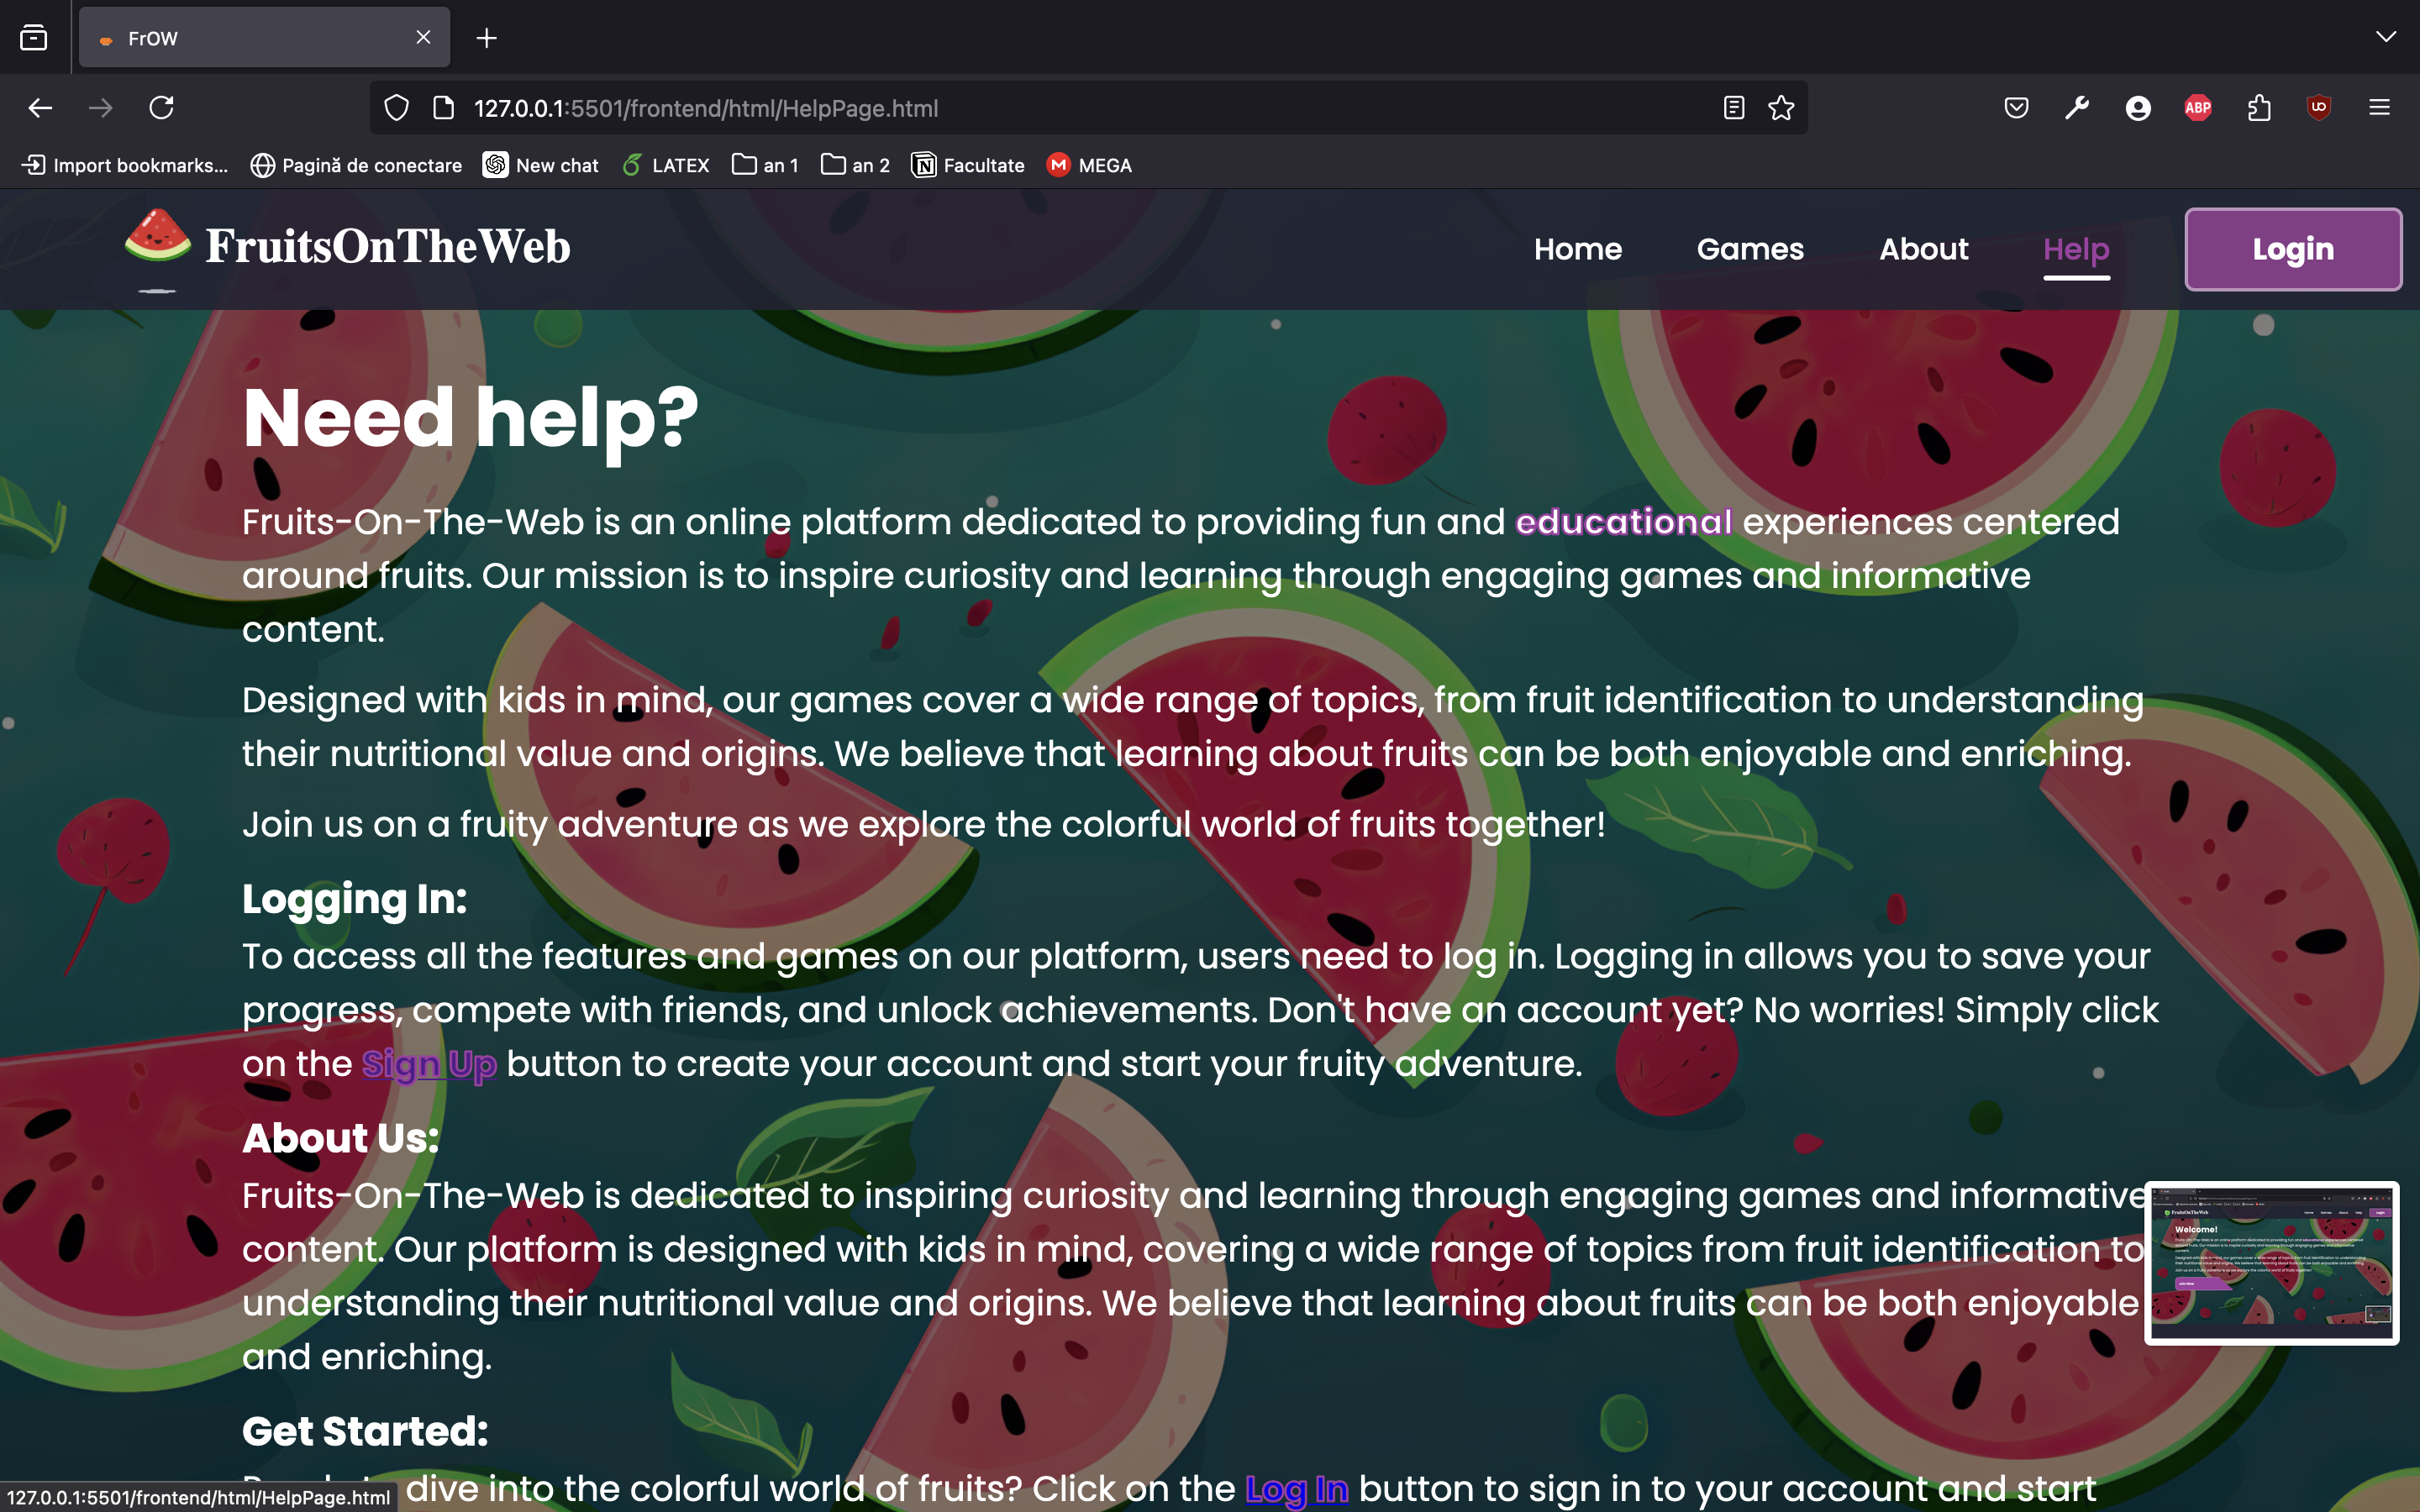 FrOW
127.0.0.1:5501/frontend/html/HelpPage.html
ABP
Import bookmarks...
Pagină de conectare
New chat
LATEX
an 1
an 2
Facultate
MEGA
FruitsOnTheWeb
Home
Games
About
Help
Login
Need help?
Fruits-On-The-Web is an online platform dedicated to providing fun and educational experiences centered
around fruits. Our mission is to inspire curiosity and learning through engaging games and informative
content.
Designed with kids in mind, our games cover a wide range of topics, from fruit identification to understanding
their nutritional value and origins. We believe that learning about fruits can be both enjoyable and enriching.
Join us on a fruity adventure as we explore the colorful world of fruits together!
Logging In:
To access all the features and games on our platform, users need to log in. Logging in allows you to save your
progress, compete with friends, and unlock achievements. Don't have an account yet? No worries! Simply click
on the Sign Up button to create your account and start your fruity adventure.
About Us:
Fruits-On-The-Web is dedicated to inspiring curiosity and learning through engaging games and informative
content. Our platform is designed with kids in mind, covering a wide range of topics from fruit identification to
understanding their nutritional value and origins. We believe that learning about fruits can be both enjoyable
and enriching.
Welcome!
Get Started:
dive into the colorful world of fruits? Click on the Log In button to sign in to your account and start
127.0.0.1:5501/frontend/html/HelpPage.html